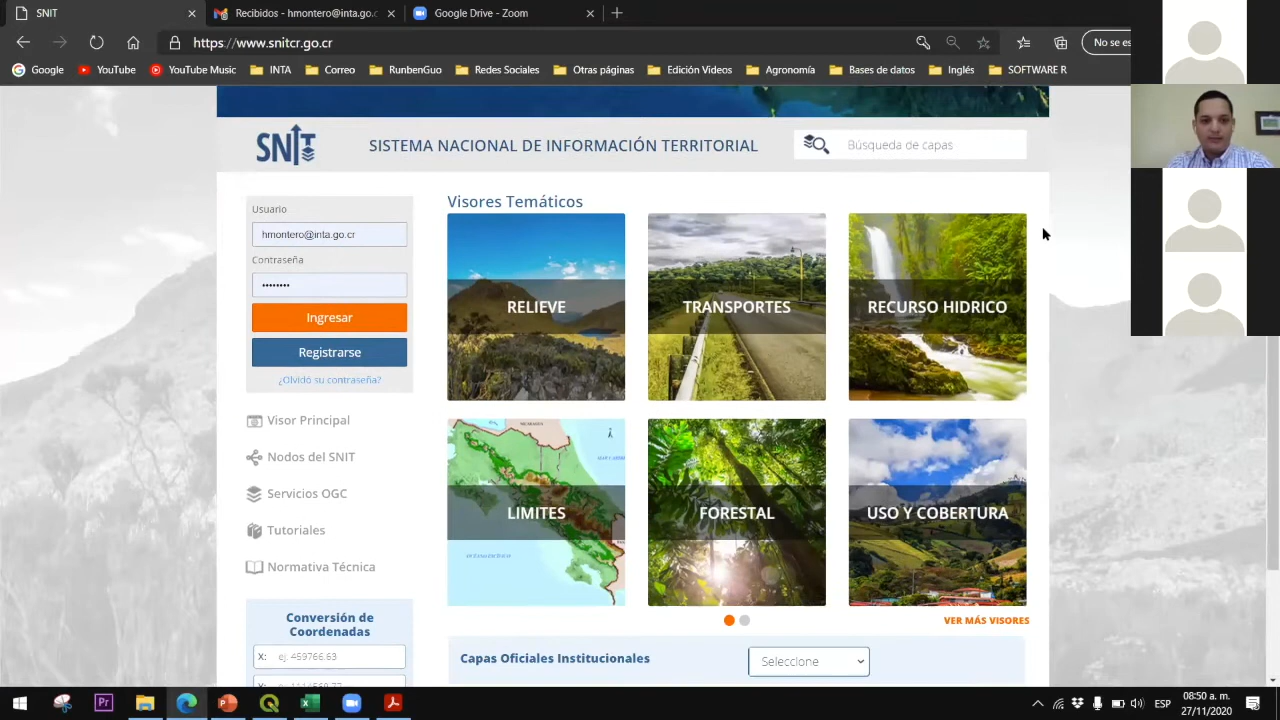 SNIT
Recibidos - hmontero@inta.go.c
Google Drive - Zoom
https://www.snitcr.go.cr
No se es
Google
YouTube
YouTube Music
INTA
Correo
RunbenGuo
Redes Sociales
Otras páginas
Edición Videos
Agronomía
Bases de datos
Inglés
SOFTWARE R
SNIT
SISTEMA NACIONAL DE INFORMACIÓN TERRITORIAL
Búsqueda de capas
Usuario
hmontero@inta.go.cr
Contraseña
••••••••
Ingresar
Registrarse
¿Olvidó su contraseña?
Visor Principal
Nodos del SNIT
Servicios OGC
Tutoriales
Normativa Técnica
Conversión de
Coordenadas
X: ej. 459766.63
Visores Temáticos
RELIEVE
TRANSPORTES
RECURSO HIDRICO
LIMITES
FORESTAL
USO Y COBERTURA
VER MÁS VISORES
Capas Oficiales Institucionales
Seleccione
ESP
08:50 a. m.
27/11/2020